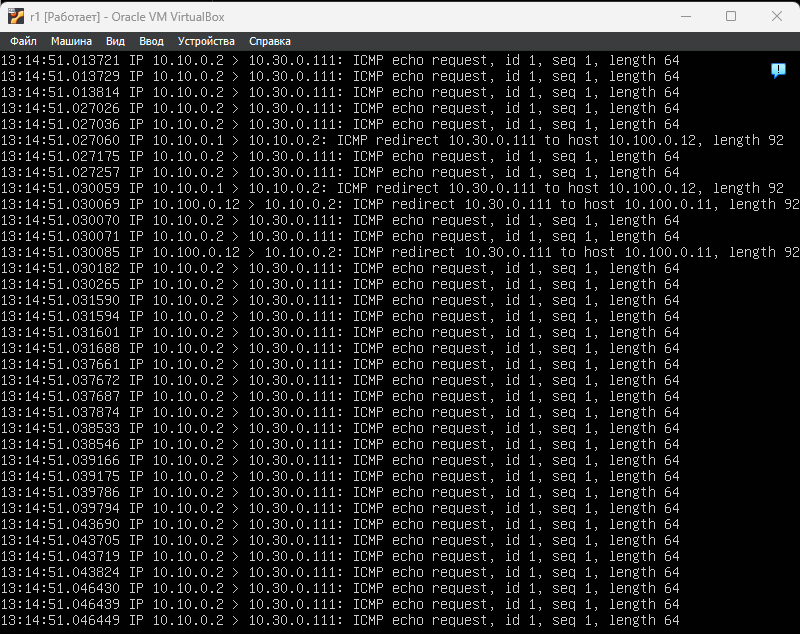 r1 [Работает] - Oracle VM VirtualBox
Файл Машина Вид Ввод Устройства Справка
13:14:51.013721 IP 10.10.0.2 > 10.30.0.111: ICMP echo request, id 1, seq 1, length 64
13:14:51.013729 IP 10.10.0.2 > 10.30.0.111: ICMP echo request, id 1, seq 1, length 64
13:14:51.013814 IP 10.10.0.2 > 10.30.0.111: ICMP echo request, id 1, seq 1, length 64
13:14:51.027026 IP 10.10.0.2 > 10.30.0.111: ICMP echo request, id 1, seq 1, length 64
13:14:51.027036 IP 10.10.0.2 > 10.30.0.111: ICMP echo request, id 1, seq 1, length 64
13:14:51.027060 IP 10.10.0.1 > 10.10.0.2: ICMP redirect 10.30.0.111 to host 10.100.0.12, length 92
13:14:51.027175 IP 10.10.0.2 > 10.30.0.111: ICMP echo request, id 1, seq 1, length 64
13:14:51.027257 IP 10.10.0.2 > 10.30.0.111: ICMP echo request, id 1, seq 1, length 64
13:14:51.030059 IP 10.10.0.1 > 10.10.0.2: ICMP redirect 10.30.0.111 to host 10.100.0.12, length 92
13:14:51.030069 IP 10.100.0.12 > 10.10.0.2: ICMP redirect 10.30.0.111 to host 10.100.0.11, length 92
13:14:51.030070 IP 10.10.0.2 > 10.30.0.111: ICMP echo request, id 1, seq 1, length 64
13:14:51.030071 IP 10.10.0.2 > 10.30.0.111: ICMP echo request, id 1, seq 1, length 64
13:14:51.030085 IP 10.100.0.12 > 10.10.0.2: ICMP redirect 10.30.0.111 to host 10.100.0.11, length 92
13:14:51.030182 IP 10.10.0.2 > 10.30.0.111: ICMP echo request, id 1, seq 1, length 64
13:14:51.030265 IP 10.10.0.2 > 10.30.0.111: ICMP echo request, id 1, seq 1, length 64
13:14:51.031590 IP 10.10.0.2 > 10.30.0.111: ICMP echo request, id 1, seq 1, length 64
13:14:51.031594 IP 10.10.0.2 > 10.30.0.111: ICMP echo request, id 1, seq 1, length 64
13:14:51.031601 IP 10.10.0.2 > 10.30.0.111: ICMP echo request, id 1, seq 1, length 64
13:14:51.031688 IP 10.10.0.2 > 10.30.0.111: ICMP echo request, id 1, seq 1, length 64
13:14:51.037661 IP 10.10.0.2 > 10.30.0.111: ICMP echo request, id 1, seq 1, length 64
13:14:51.037672 IP 10.10.0.2 > 10.30.0.111: ICMP echo request, id 1, seq 1, length 64
13:14:51.037687 IP 10.10.0.2 > 10.30.0.111: ICMP echo request, id 1, seq 1, length 64
13:14:51.037874 IP 10.10.0.2 > 10.30.0.111: ICMP echo request, id 1, seq 1, length 64
13:14:51.038533 IP 10.10.0.2 > 10.30.0.111: ICMP echo request, id 1, seq 1, length 64
13:14:51.038546 IP 10.10.0.2 > 10.30.0.111: ICMP echo request, id 1, seq 1, length 64
13:14:51.039166 IP 10.10.0.2 > 10.30.0.111: ICMP echo request, id 1, seq 1, length 64
13:14:51.039175 IP 10.10.0.2 > 10.30.0.111: ICMP echo request, id 1, seq 1, length 64
13:14:51.039786 IP 10.10.0.2 > 10.30.0.111: ICMP echo request, id 1, seq 1, length 64
13:14:51.039794 IP 10.10.0.2 > 10.30.0.111: ICMP echo request, id 1, seq 1, length 64
13:14:51.043690 IP 10.10.0.2 > 10.30.0.111: ICMP echo request, id 1, seq 1, length 64
13:14:51.043705 IP 10.10.0.2 > 10.30.0.111: ICMP echo request, id 1, seq 1, length 64
13:14:51.043719 IP 10.10.0.2 > 10.30.0.111: ICMP echo request, id 1, seq 1, length 64
13:14:51.043824 IP 10.10.0.2 > 10.30.0.111: ICMP echo request, id 1, seq 1, length 64
13:14:51.046430 IP 10.10.0.2 > 10.30.0.111: ICMP echo request, id 1, seq 1, length 64
13:14:51.046439 IP 10.10.0.2 > 10.30.0.111: ICMP echo request, id 1, seq 1, length 64
13:14:51.046449 IP 10.10.0.2 > 10.30.0.111: ICMP echo request, id 1, seq 1, length 64